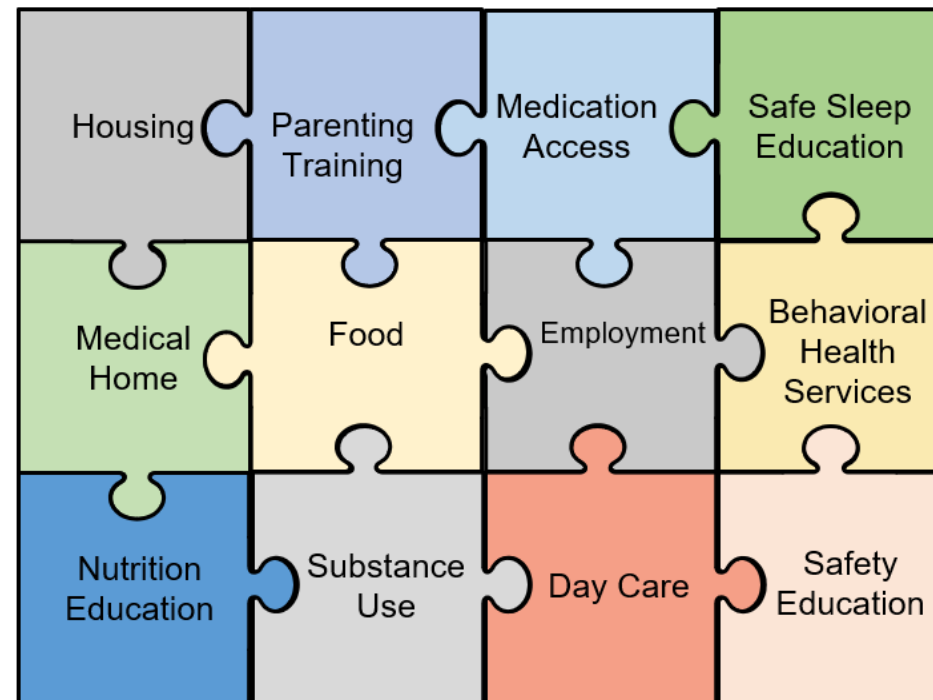 Housing
Parenting
Training
Medication
Access
Safe Sleep
Education
Medical
Home
Food
Employment
Behavioral
Health
Services
Nutrition
Education
Substance
Use
Day Care
Safety
Education